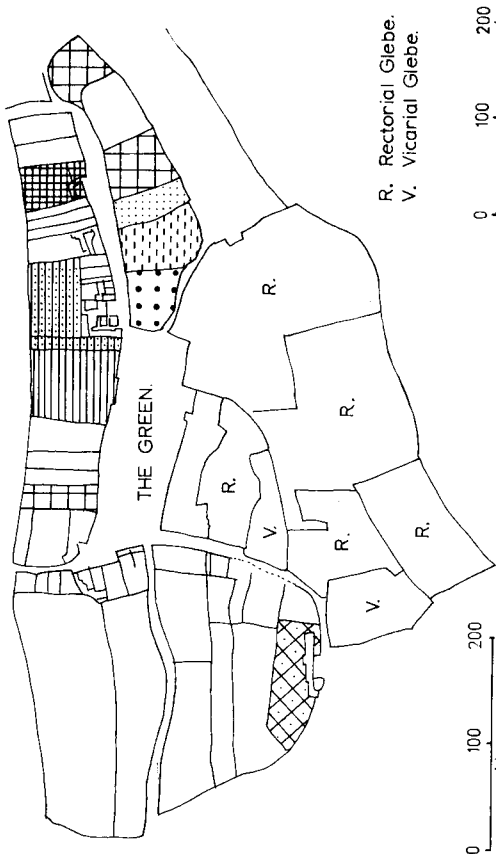 THE GREEN.
R.
R.
R.
R.
R.
V.
V.
R. Rectorial Glebe.
V. Vicarial Glebe.
0 100 200
0 100 200